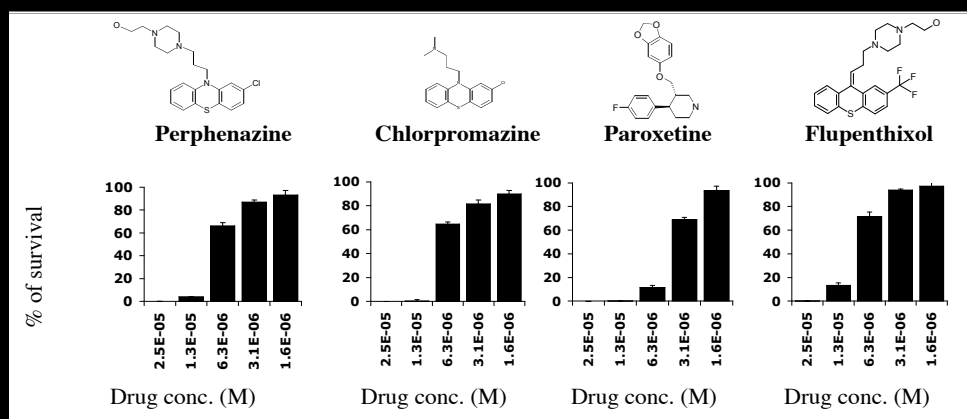 O
N
N
N
S
Cl
Perphenazine
Chlorpromazine
O
O
O
F
N
Paroxetine
N
N
O
S
F
F
F
Flupenthixol
% of survival
100
80
60
40
20
0
2.5E-05
1.3E-05
6.3E-06
3.1E-06
1.6E-06
Drug conc. (M)
100
80
60
40
20
0
2.5E-05
1.3E-05
6.3E-06
3.1E-06
1.6E-06
Drug conc. (M)
100
80
60
40
20
0
2.5E-05
1.3E-05
6.3E-06
3.1E-06
1.6E-06
Drug conc. (M)
100
80
60
40
20
0
2.5E-05
1.3E-05
6.3E-06
3.1E-06
1.6E-06
Drug conc. (M)